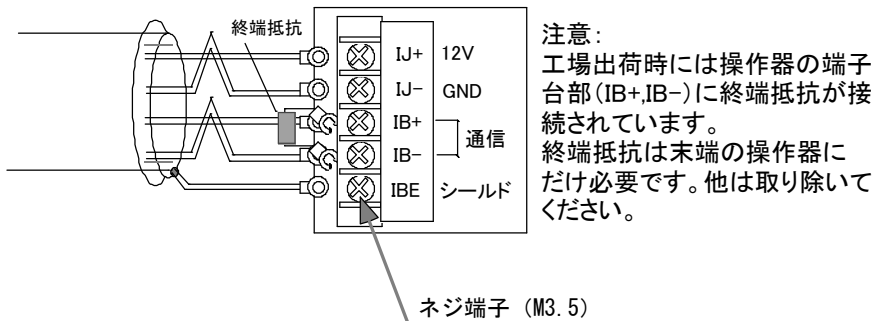 終端抵抗
IJ+ 12V
IJ- GND
IB+
IB-
通信
IBE シールド
注意:
工場出荷時には操作器の端子
台部(IB+,IB-)に終端抵抗が接
続されています。
終端抵抗は末端の操作器に
だけ必要です。他は取り除いて
ください。
ネジ端子 (M3.5)